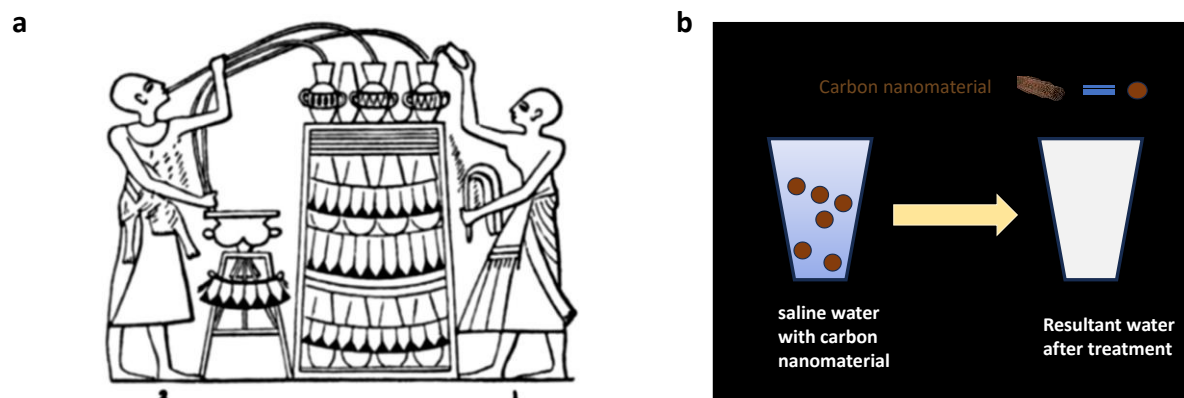 a
b
Carbon nanomaterial
saline water
with carbon
nanomaterial
Resultant water
after treatment